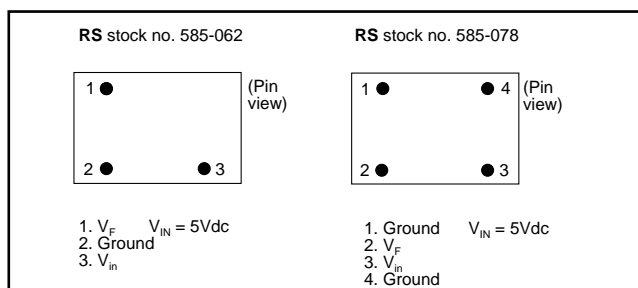 RS stock no. 585-062
1
(Pin
view)
2
3
1. VF VIN = 5Vdc
2. Ground
3. Vin
RS stock no. 585-078
1
4
(Pin
view)
2
3
1. Ground VIN = 5Vdc
2. VF
3. Vin
4. Ground